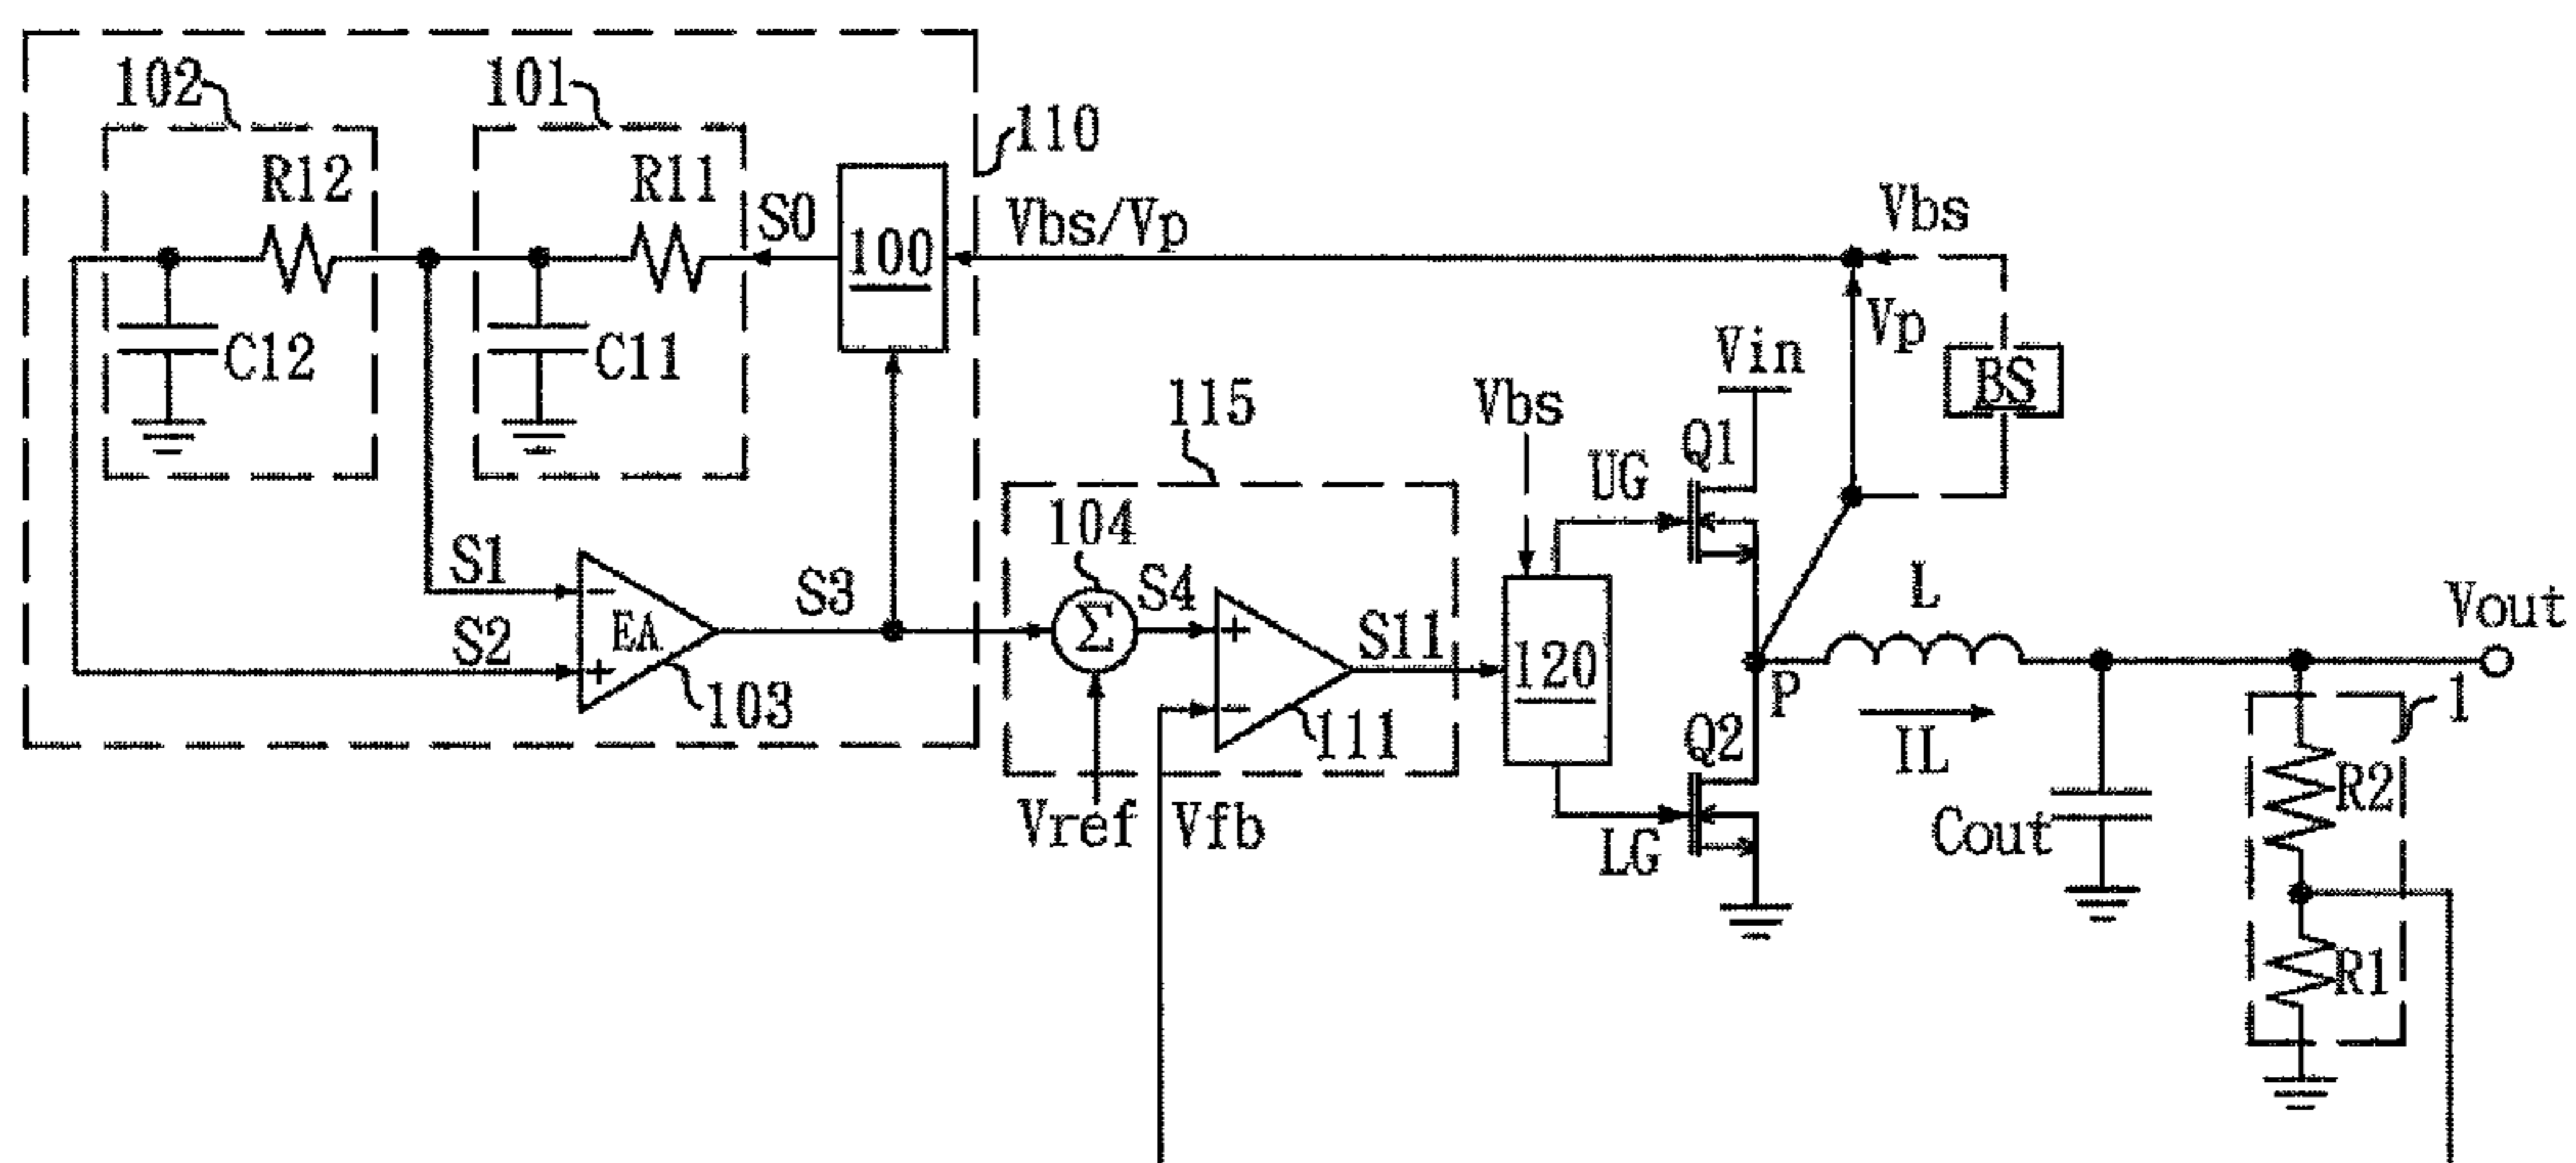 102
101
110
R12
R11
S0
100
Vbs/Vp
Vbs
Vp
C12
C11
Vin
BS
115
Vbs
Q1
UG
104
S1
S3
S4
L
Vout
EA
Σ
S2
S11
120
P
1
103
111
Q2
IL
R2
Vref
Vfb
LG
Cout
R1